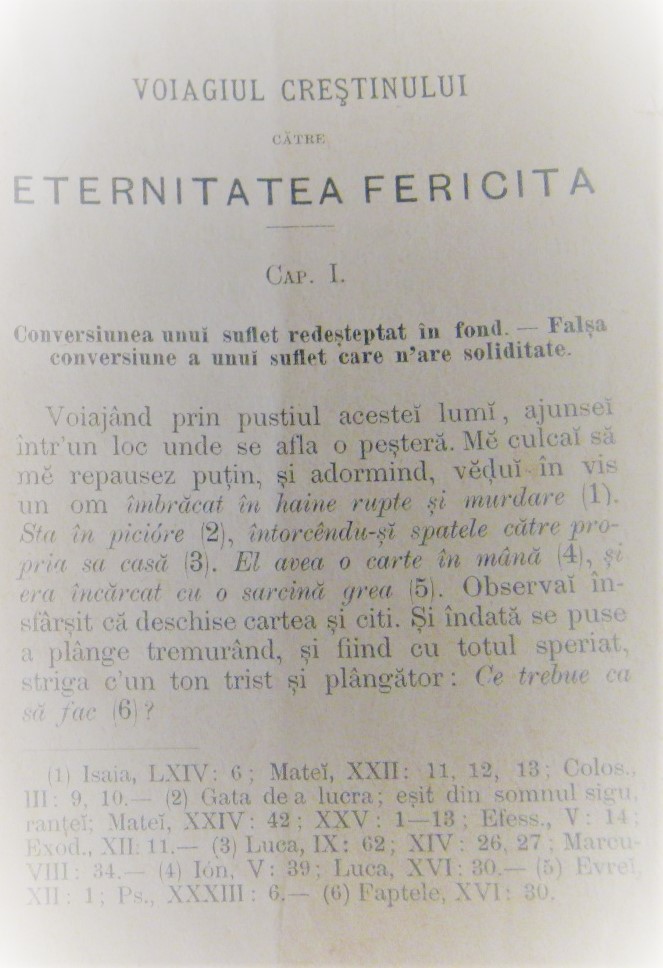 VOIAGIUL CREŞTINULUI
CĂTRE
ETERNITATEA FERICITA
CAP. I.
Conversiunea unuĭ suflet redeşteptat în fond. — Falşa
conversiune a unuĭ suflet care n'are soliditate.
Voiajând prin pustiul acesteĭ lumĭ, ajunseĭ
într'un loc unde se afla o peşteră. Mĕ culcaĭ să
mĕ repausez puţin, şi adormind, vĕḑuĭ în vis
un om îmbrăcat în haine rupte şi murdare (1).
Sta în picióre (2), întorcêndu-şĭ spatele către pro-
pria sa casă (3). El avea o carte în mână (4), şi
era încărcat cu o sarcină grea (5). Observaĭ în-
sfârşit că deschise cartea şi citi. Şi îndată se puse
a plânge tremurând, şi fiind cu totul speriat,
striga c'un ton trist şi plângător: Ce trebue ca
să fac (6)?
(1) Isaia, LXIV: 6; Mateĭ, XXII: 11, 12, 13; Colos.,
III: 9, 10.— (2) Gata de a lucra; eşit din somnul sigu,
ranţeĭ; Mateĭ, XXIV: 42; XXV: 1—13; Efess., V: 14;
Exod., XII: 11.— (3) Luca, IX: 62; XIV: 26, 27; Marcu-
VIII: 34.— (4) Ión, V: 39; Luca, XVI: 30.— (5) Evreĭ,
XII: 1; Ps., XXXIII: 6.— (6) Faptele, XVI: 30.